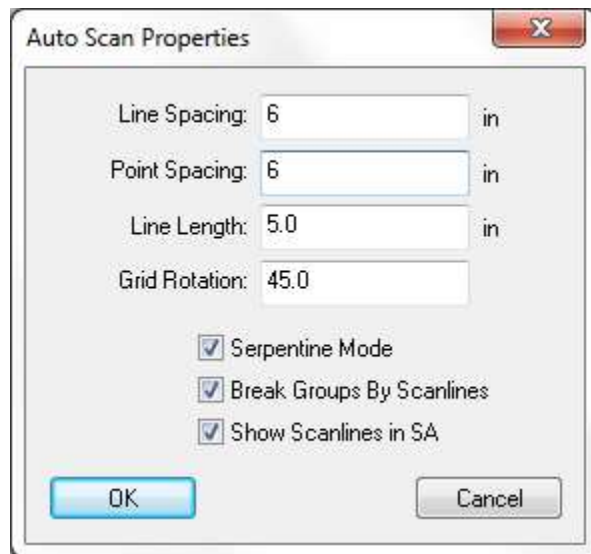 Auto Scan Properties
Line Spacing: 6 in
Point Spacing: 6 in
Line Length: 5.0 in
Grid Rotation: 45.0
Serpentine Mode
Break Groups By Scanlines
Show Scanlines in SA
OK Cancel